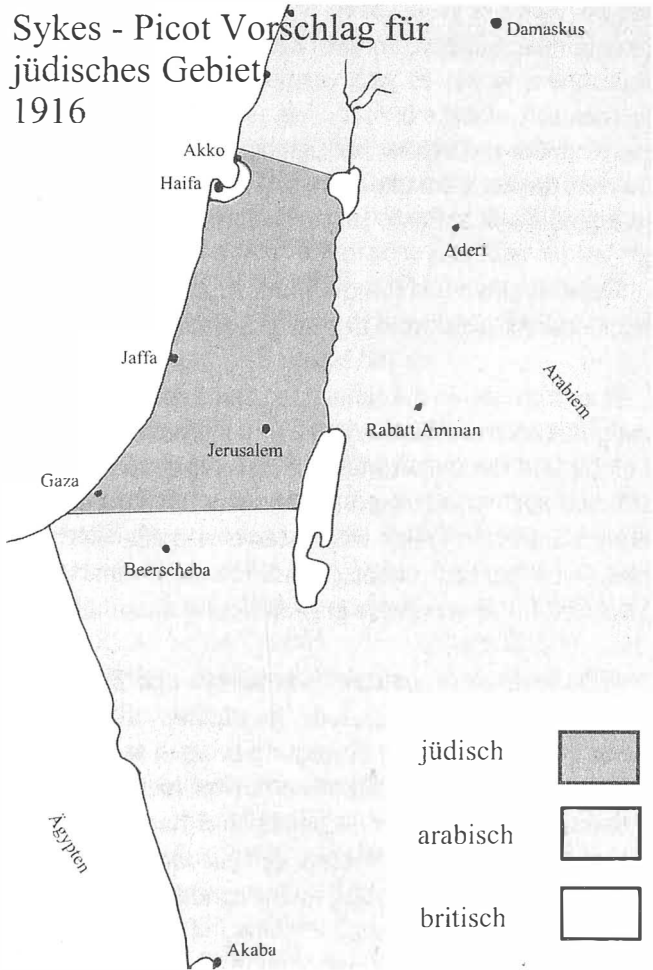 Sykes - Picot Vorschlag für
jüdisches Gebiet
1916
Damaskus
Akko
Haifa
Aderi
Jaffa
Arabiem
Rabatt Amman
Jerusalem
Gaza
Beerscheba
jüdisch
Ägypten
arabisch
britisch
Akaba